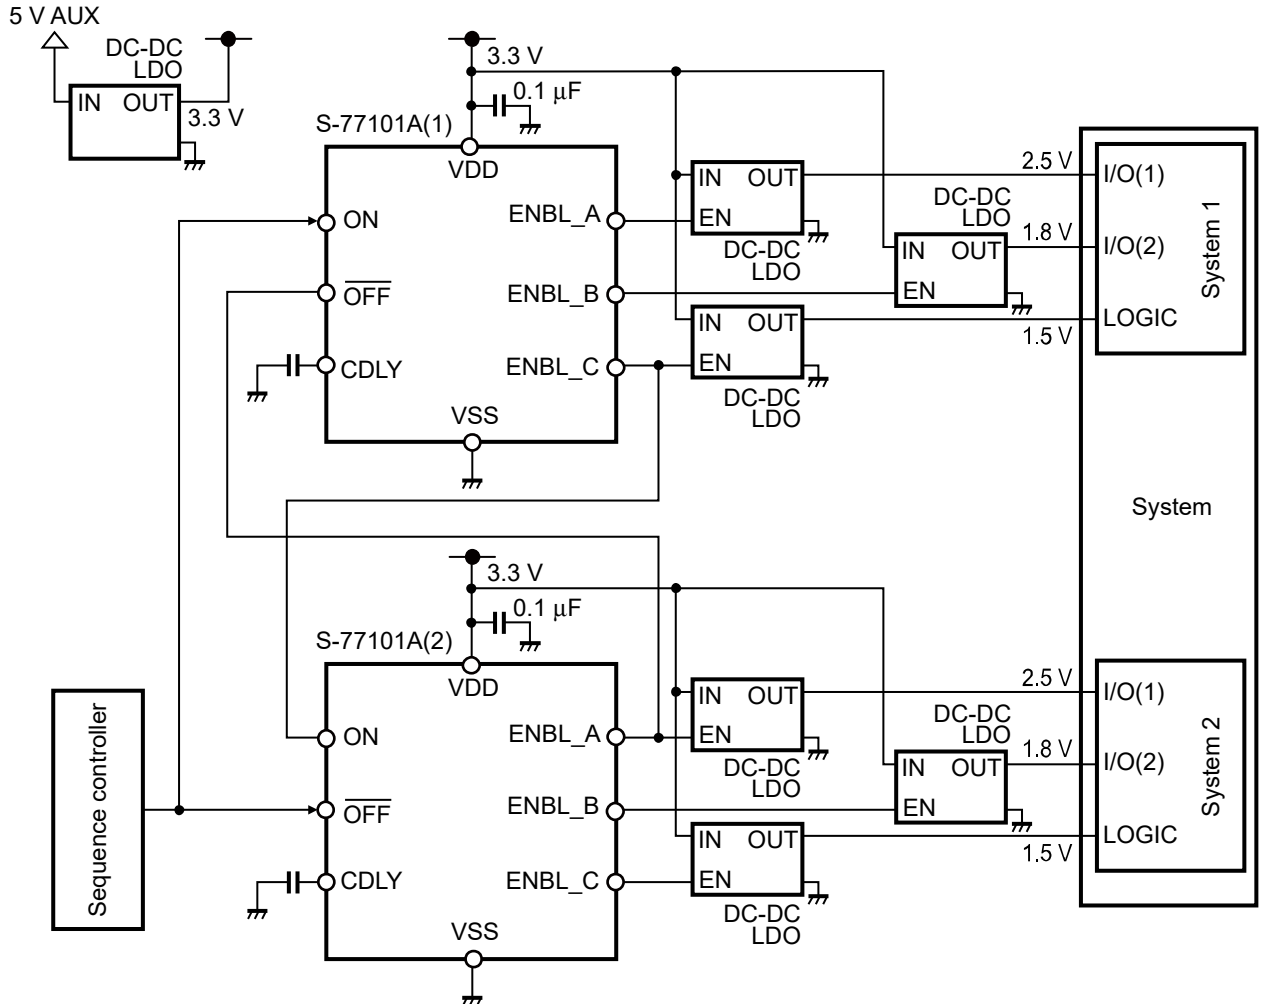 5 V AUX
DC-DC
LDO
IN OUT
3.3 V
3.3 V
0.1 μF
S-77101A(1)
VDD
ON
OFF
CDLY
VSS
ENBL_A
ENBL_B
ENBL_C
IN OUT
EN
DC-DC
LDO
DC-DC
LDO
IN OUT
EN
IN OUT
EN
DC-DC
LDO
2.5 V
1.8 V
1.5 V
I/O(1)
I/O(2)
LOGIC
System 1
System
3.3 V
0.1 μF
S-77101A(2)
VDD
ON
OFF
CDLY
VSS
ENBL_A
ENBL_B
ENBL_C
Sequence controller
IN OUT
EN
DC-DC
LDO
DC-DC
LDO
IN OUT
EN
IN OUT
EN
DC-DC
LDO
2.5 V
1.8 V
1.5 V
I/O(1)
I/O(2)
LOGIC
System 2